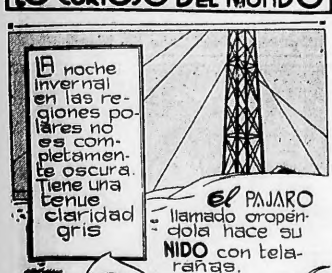 LO CURIOSO DEL MUNDO
LA noche
invernal
en las re-
giones po-
lares no
es com-
pletamen-
te oscura.
Tiene una
tenue
claridad
gris
El PAJARO
llamado oropén-
dola hace su
NIDO con tela-
rañas.